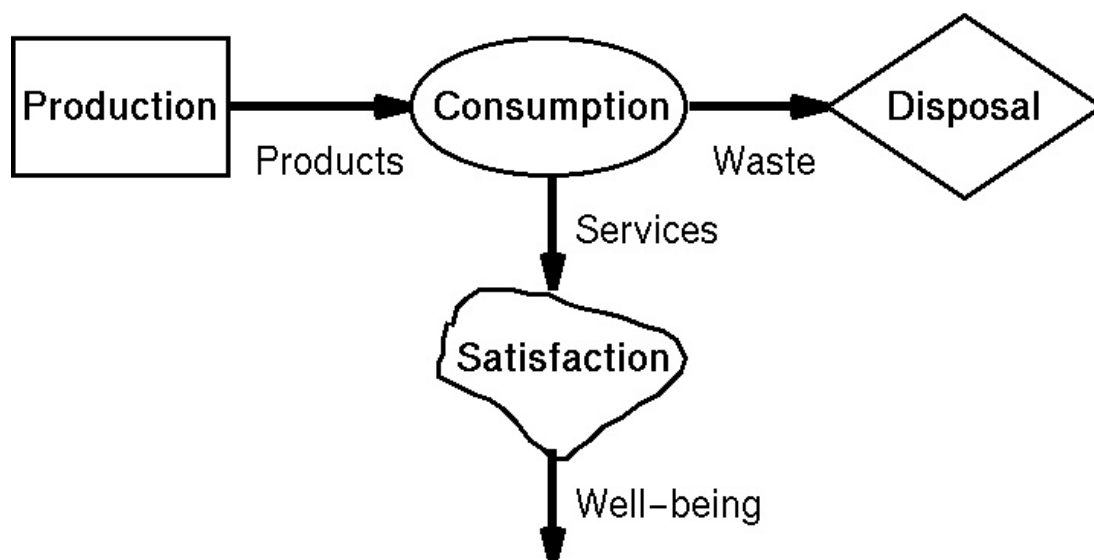 Production
Consumption
Disposal
Products
Waste
Services
Satisfaction
Well-being